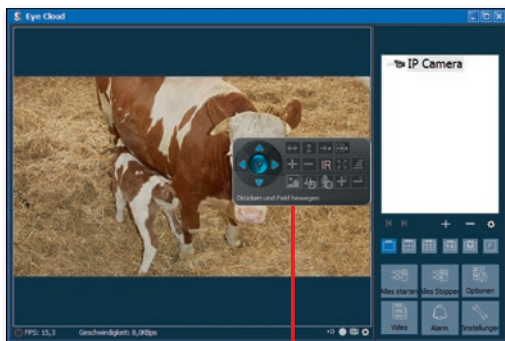 Eye Cloud
IP Camera
IR
Drücken und Feld bewegen
Alles starten
Alles Stoppen
Optionen
Video
Alarm
Einstellungen
FPS: 15,3
Geschwindigkeit: 8,0KBps